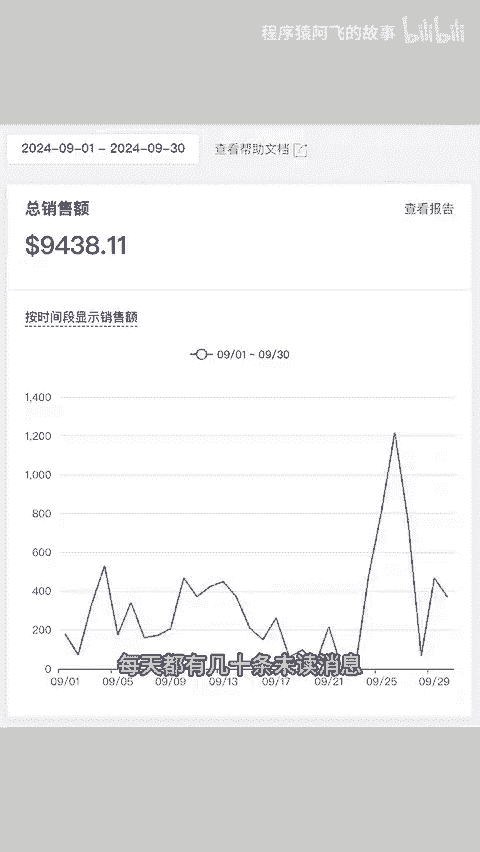 程序猿阿飞的故事 bilibili
2024-09-01 - 2024-09-30 查看帮助文档
总销售额 查看报告
$9438.11
按时间段显示销售额
09/01 ~ 09/30
1,400
1,200
1,000
800
600
400
200
0
每天都有几十条未读消息
09/01 09/05 09/09 09/13 09/17 09/21 09/25 09/29